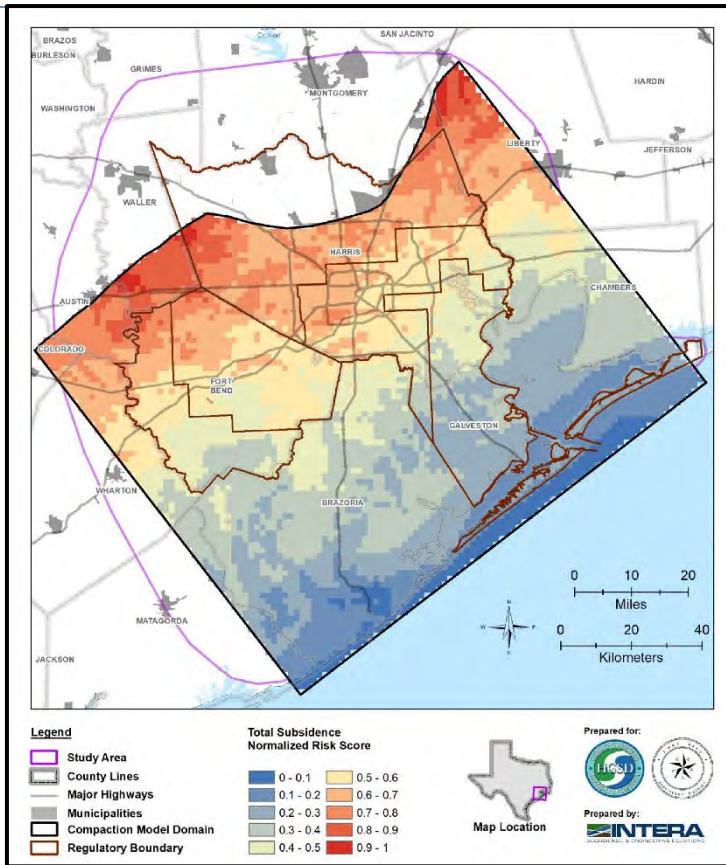 BRAZOS
BURLESON
GRIMES
SAN JACINTO
MONTGOMERY
HARDIN
WASHINGTON
LIBERTY
JEFFERSON
WALLER
HARRIS
AUSTIN
CHAMBERS
COLORADO
FORT
BEND
GALVESTON
WHARTON
BRAZORIA
MATAGORDA
JACKSON
N
W
S
0 10 20
Miles
0 20 40
Kilometers
Legend
Study Area
County Lines
Major Highways
Municipalities
Compaction Model Domain
Regulatory Boundary
Total Subsidence
Normalized Risk Score
0 - 0.1
0.1 - 0.2
0.2 - 0.3
0.3 - 0.4
0.4 - 0.5
0.5 - 0.6
0.6 - 0.7
0.7 - 0.8
0.8 - 0.9
0.9 - 1
Map Location
Prepared for:
HGSD
Prepared by:
INTERA
GEOSCIENCE & ENGINEERING SOLUTIONS